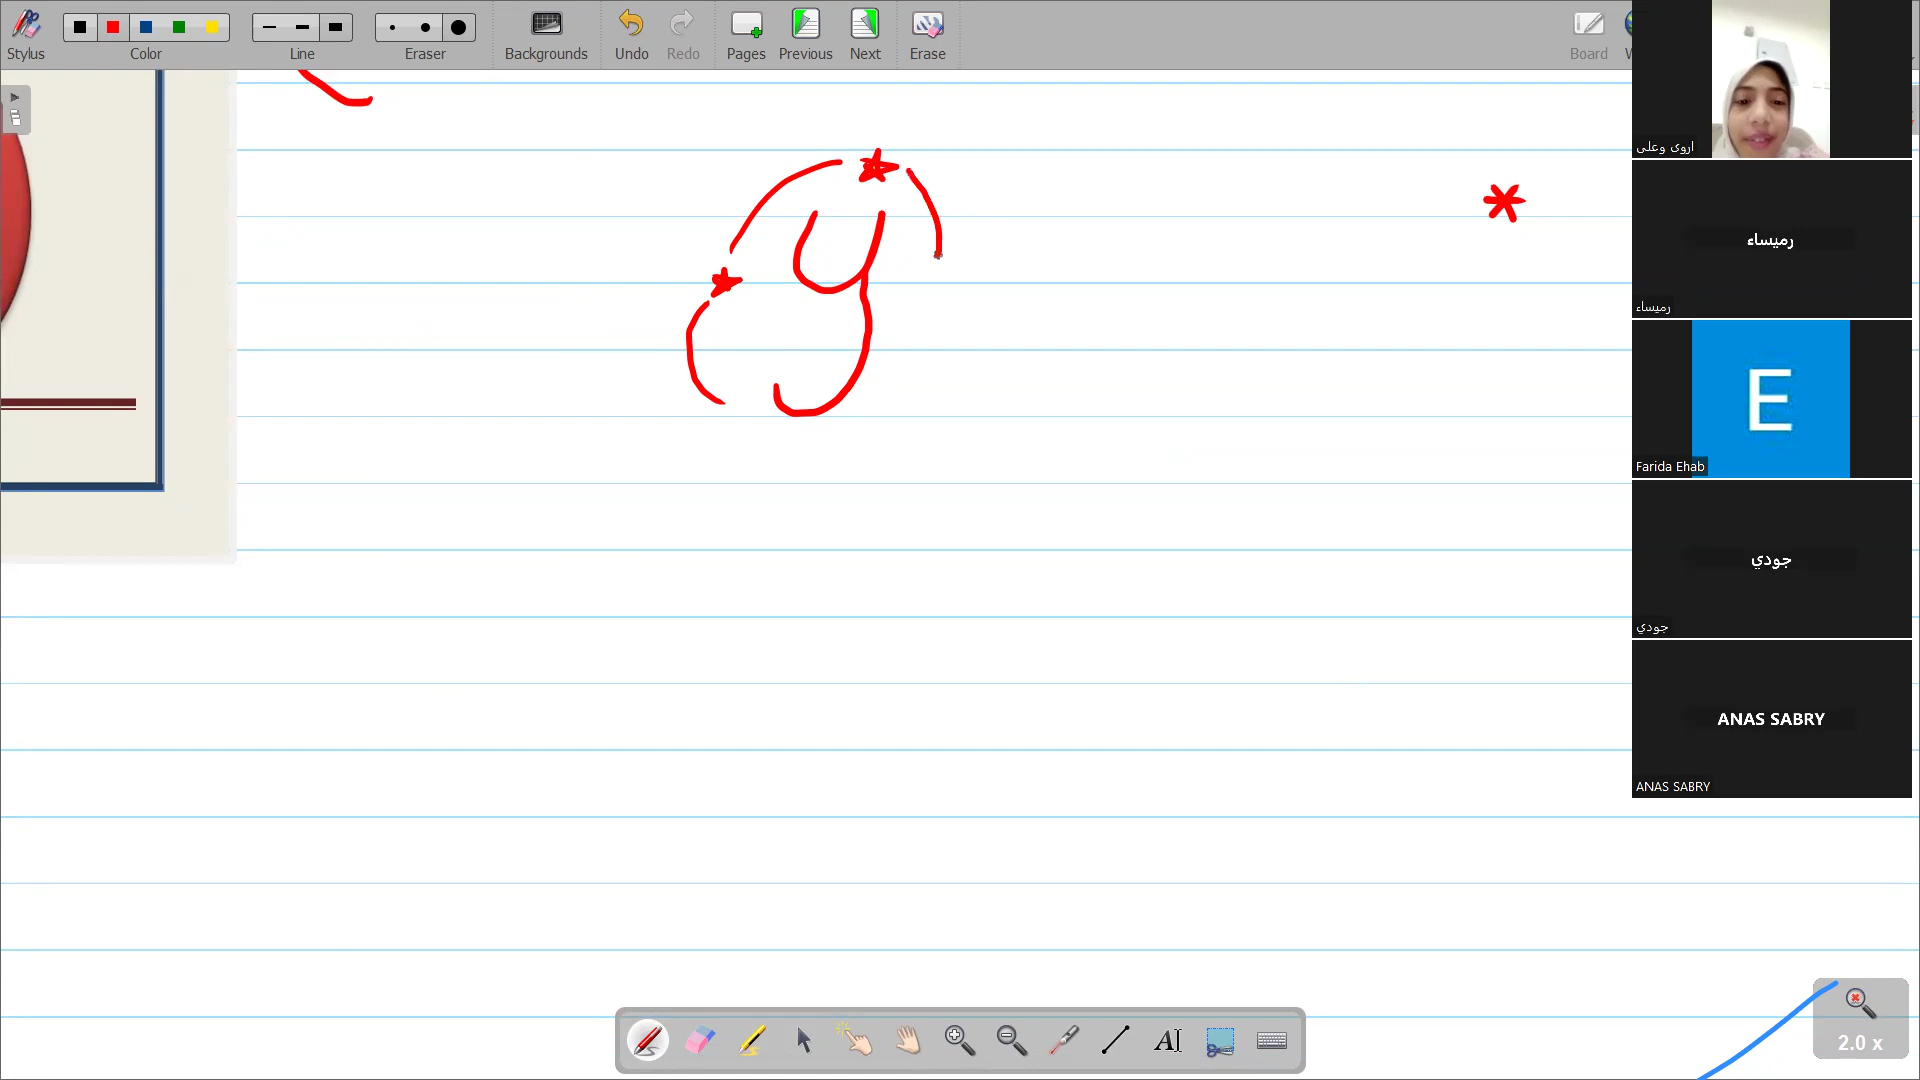 Stylus
Color
Line
Eraser
Backgrounds
Undo
Redo
Pages
Previous
Next
Erase
Board
اروى وعلى
y
رميساء
رميساء
E
Farida Ehab
جودي
جودي
ANAS SABRY
ANAS SABRY
2.0 x